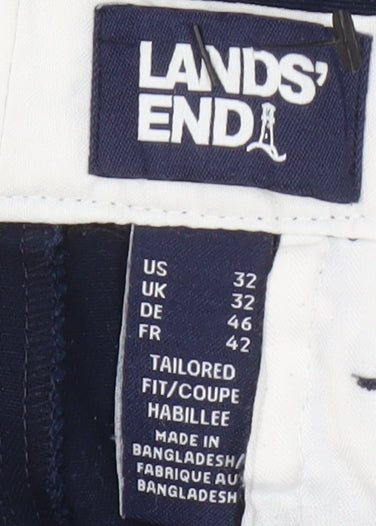 LANDS'
END
US 32
UK 32
DE 46
FR 42
TAILORED
FIT/COUPE
HABILLEE
MADE IN
BANGLADESH/
FABRIQUE AU
BANGLADESH